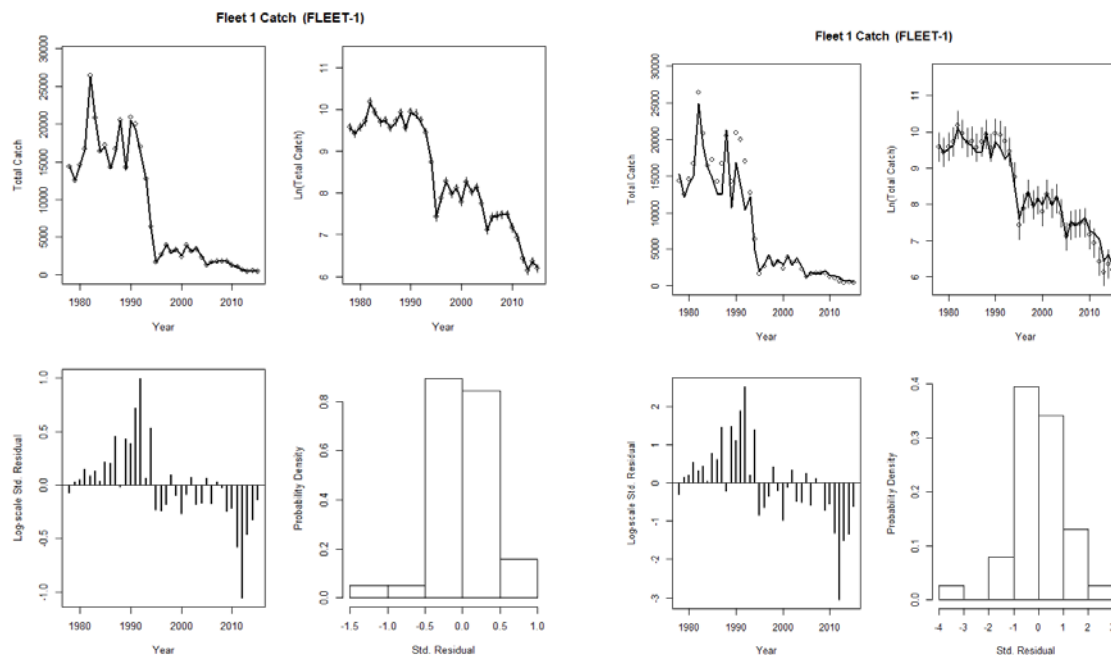 Fleet 1 Catch (FLEET-1)
Total Catch
30000
25000
20000
15000
10000
5000
0
1980 1990 2000 2010
Year
Ln(Total Catch)
11
10
9
8
7
6
1980 1990 2000 2010
Year
Log-scale Std. Residual
1.0
0.5
0.0
-0.5
-1.0
1980 1990 2000 2010
Year
Probability Density
0.8
0.6
0.4
0.2
0.0
-1.5 -1.0 -0.5 0.0 0.5 1.0
Std. Residual
Fleet 1 Catch (FLEET-1)
Total Catch
30000
25000
20000
15000
10000
5000
0
1980 1990 2000 2010
Year
Ln(Total Catch)
11
10
9
8
7
6
1980 1990 2000 2010
Year
Log-scale Std. Residual
2
1
0
-1
-2
-3
1980 1990 2000 2010
Year
Probability Density
0.4
0.3
0.2
0.1
0.0
-4 -3 -2 -1 0 1 2
Std. Residual